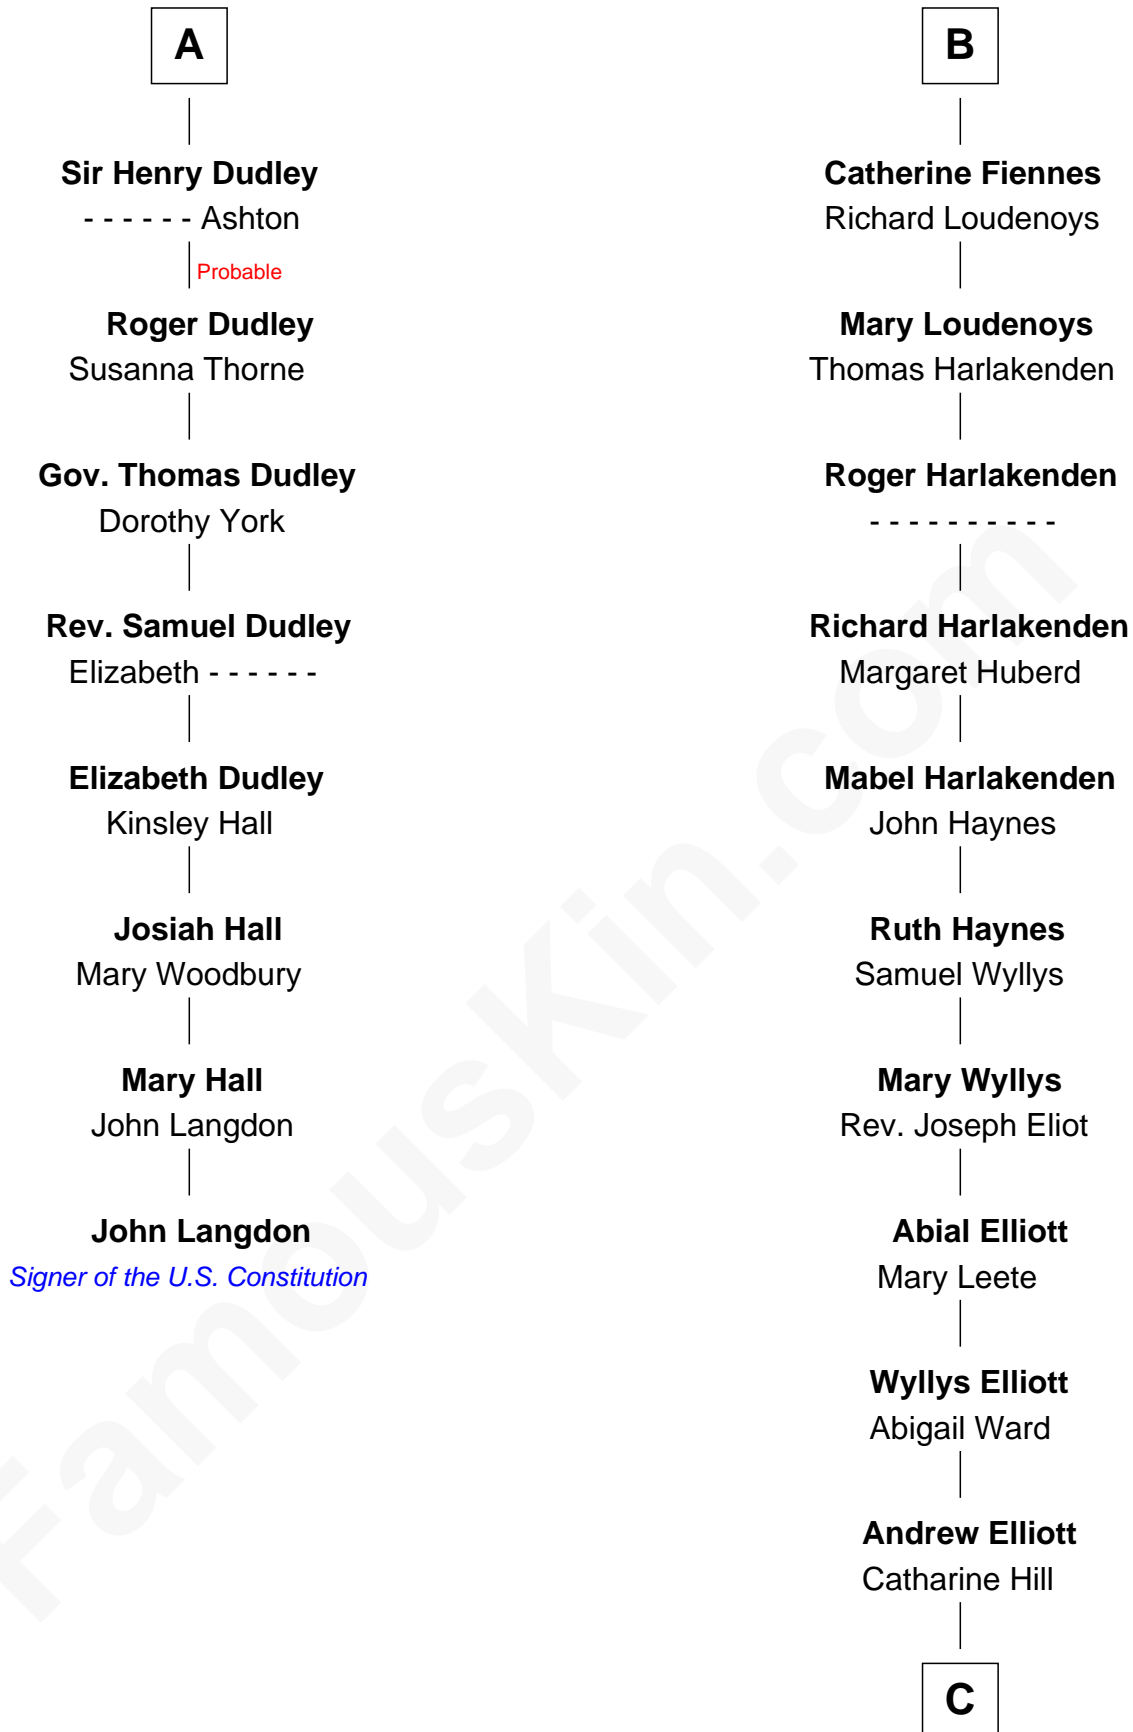 A
Sir Henry Dudley
- - - - - - Ashton
Probable
Roger Dudley
Susanna Thorne
Gov. Thomas Dudley
Dorothy York
Rev. Samuel Dudley
Elizabeth - - - - - -
Elizabeth Dudley
Kinsley Hall
Josiah Hall
Mary Woodbury
Mary Hall
John Langdon
John Langdon
Signer of the U.S. Constitution
B
Catherine Fiennes
Richard Loudenoys
Mary Loudenoys
Thomas Harlakenden
Roger Harlakenden
- - - - - - - - - -
Richard Harlakenden
Margaret Huberd
Mabel Harlakenden
John Haynes
Ruth Haynes
Samuel Wyllys
Mary Wyllys
Rev. Joseph Eliot
Abial Elliott
Mary Leete
Wyllys Elliott
Abigail Ward
Andrew Elliott
Catharine Hill
C
FamousKin.com